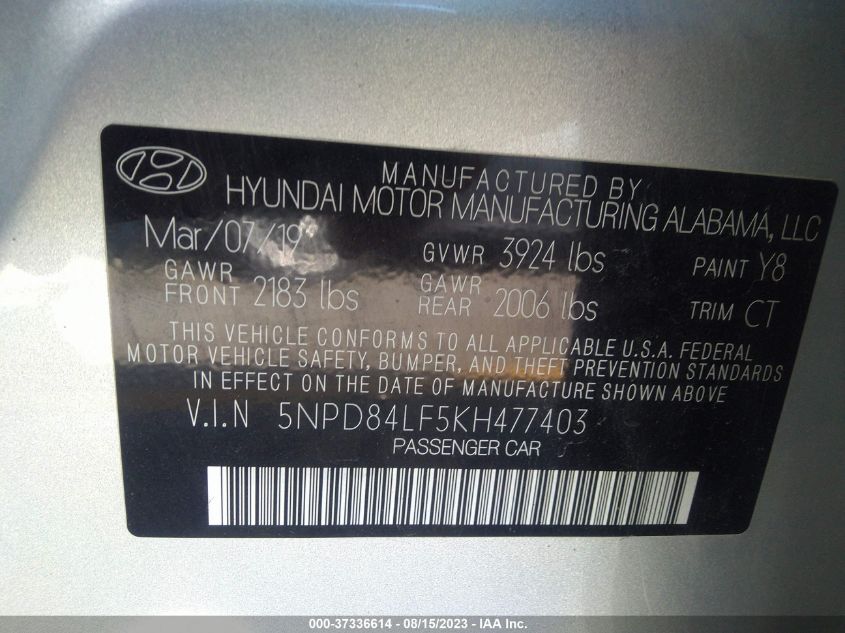 MANUFACTURED BY
HYUNDAI MOTOR MANUFACTURING ALABAMA, LLC
Mar/07/19 GVWR 3924 lbs PAINT Y8
GAWR FRONT 2183 lbs GAWR REAR 2006 lbs TRIM CT
THIS VEHICLE CONFORMS TO ALL APPLICABLE U.S.A. FEDERAL
MOTOR VEHICLE SAFETY, BUMPER, AND THEFT PREVENTION STANDARDS
IN EFFECT ON THE DATE OF MANUFACTURE SHOWN ABOVE
V.I.N 5NPD84LF5KH477403
PASSENGER CAR
000-37336614 - 08/15/2023 - IAA Inc.